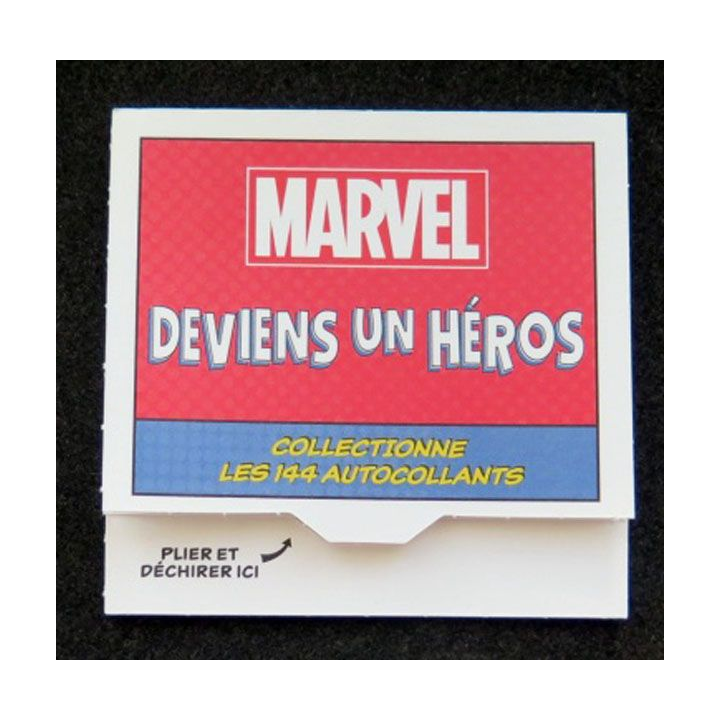 MARVEL
DEVIENS UN HÉROS
COLLECTIONNE
LES 144 AUTOCOLLANTS
PLIER ET
DÉCHIRER ICI